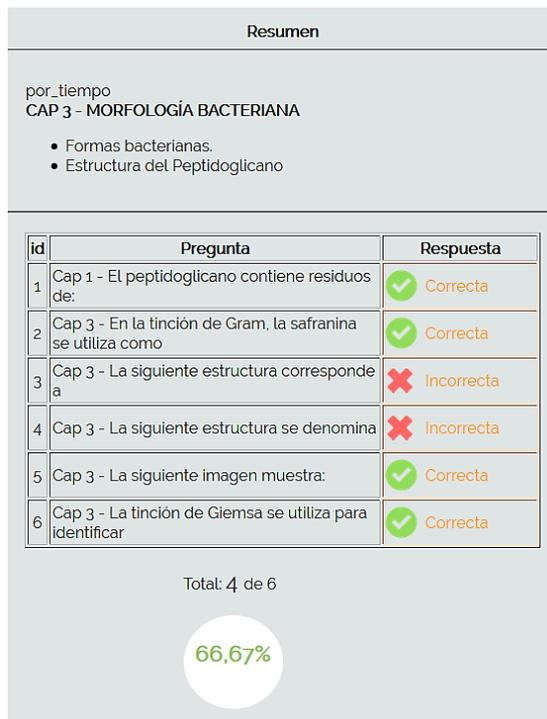 Resumen
por_tiempo
CAP 3 - MORFOLOGÍA BACTERIANA
Formas bacterianas.
Estructura del Peptidoglicano
id Pregunta Respuesta
1 Cap 1 - El peptidoglicano contiene residuos
de: Correcta
2 Cap 3 - En la tinción de Gram, la safranina
se utiliza como Correcta
3 Cap 3 - La siguiente estructura corresponde
a Incorrecta
4 Cap 3 - La siguiente estructura se denomina Incorrecta
5 Cap 3 - La siguiente imagen muestra: Correcta
6 Cap 3 - La tinción de Giemsa se utiliza para
identificar Correcta
Total: 4 de 6
66,67%